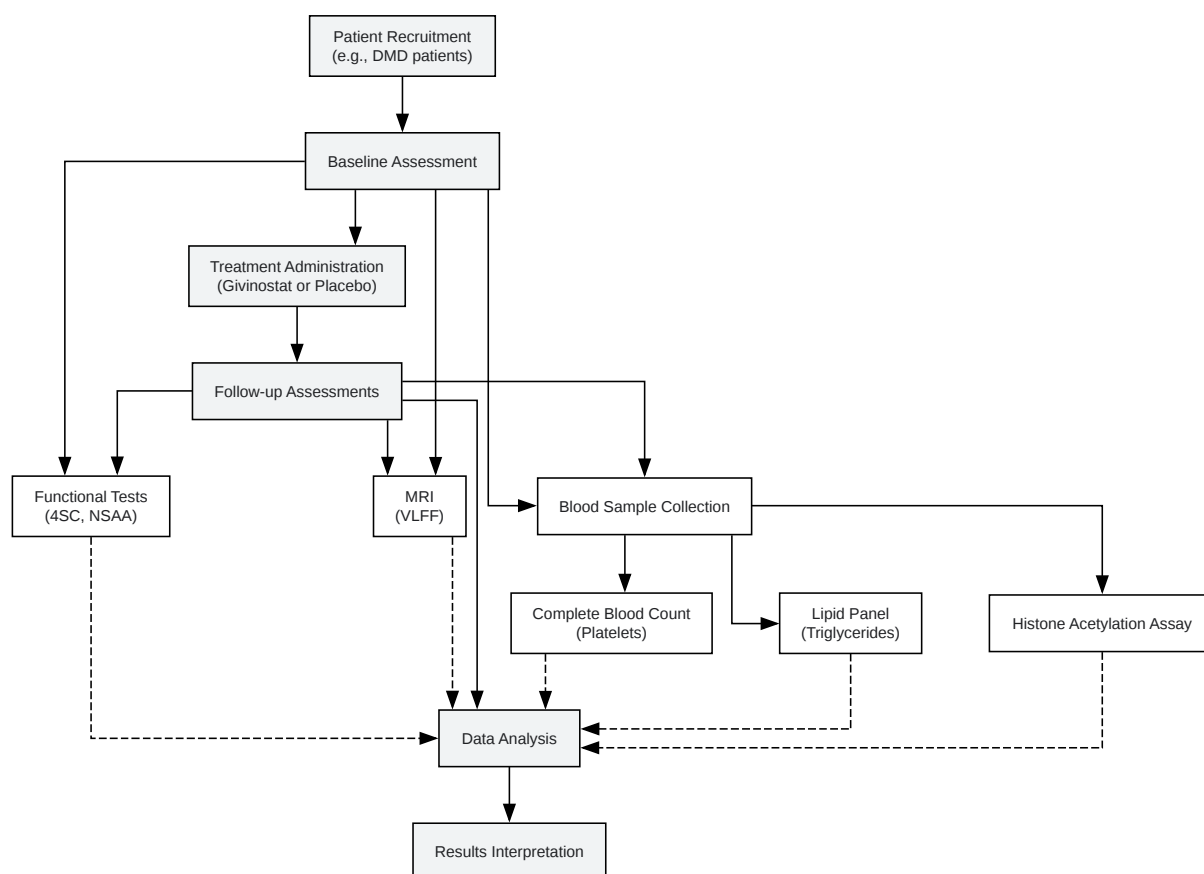 Patient Recruitment
(e.g., DMD patients)
Baseline Assessment
Treatment Administration
(Givinostat or Placebo)
Follow-up Assessments
Functional Tests
(4SC, NSAA)
MRI
(VLFF)
Blood Sample Collection
Complete Blood Count
(Platelets)
Lipid Panel
(Triglycerides)
Histone Acetylation Assay
Data Analysis
Results Interpretation